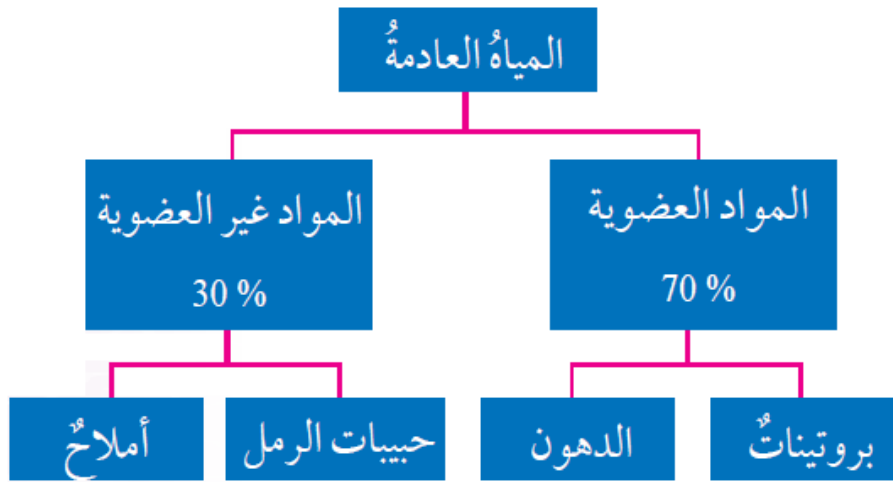 المياهُ العادمةُ
المواد العضوية
70 %
المواد غير العضوية
30 %
بروتيناتٌ
الدهون
حبيبات الرمل
أملاحٌ